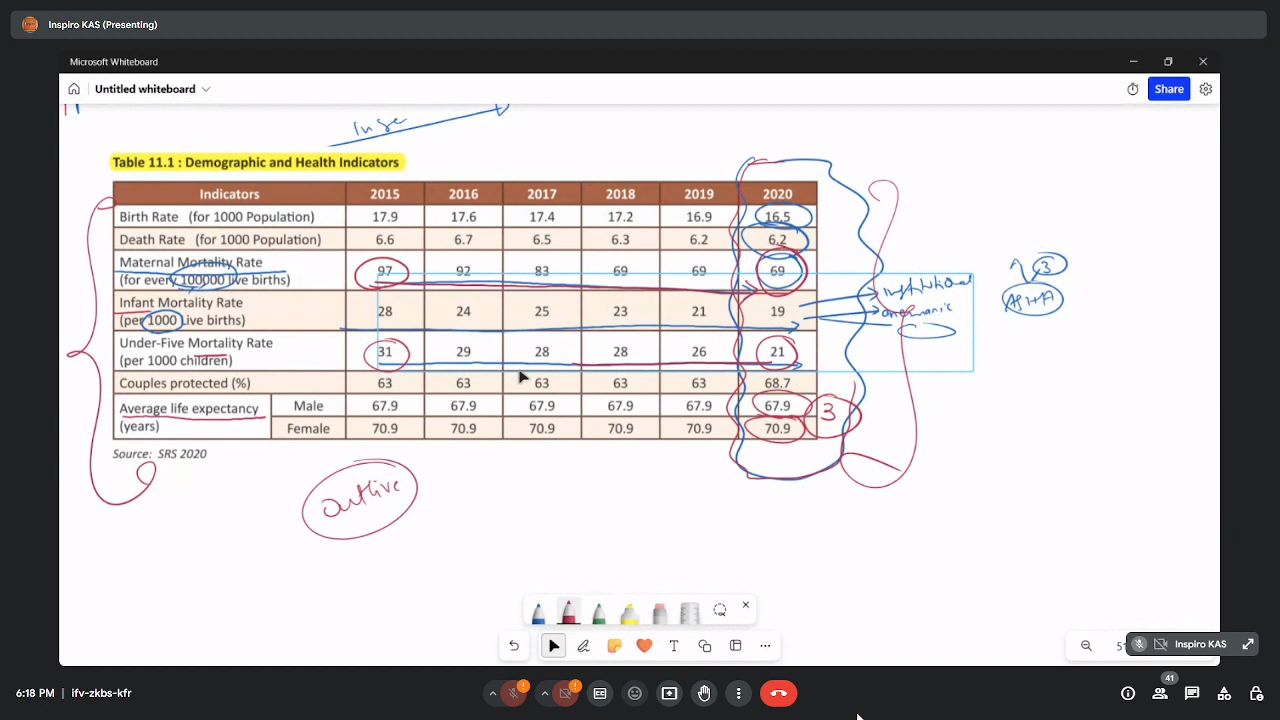 Inspiro KAS (Presenting)
Microsoft Whiteboard
Untitled whiteboard
Share
Table 11.1 : Demographic and Health Indicators
Indicators 2015 2016 2017 2018 2019 2020
Birth Rate (for 1000 Population) 17.9 17.6 17.4 17.2 16.9 16.5
Death Rate (for 1000 Population) 6.6 6.7 6.5 6.3 6.2 6.2
Maternal Mortality Rate
(for every 100000 live births) 97 92 83 69 69 69
Infant Mortality Rate
(per 1000 Live births) 28 24 25 23 21 19
institutional
3
ASHA
Under-Five Mortality Rate
(per 1000 children) 31 29 28 28 26 21
Couples protected (%) 63 63 63 63 63 68.7
Average life expectancy
(years)
Male 67.9 67.9 67.9 67.9 67.9 67.9
Female 70.9 70.9 70.9 70.9 70.9 70.9
3
Source: SRS 2020
outlive
T
Inspiro KAS
6:18 PM | ifv-zkbs-kfr
41